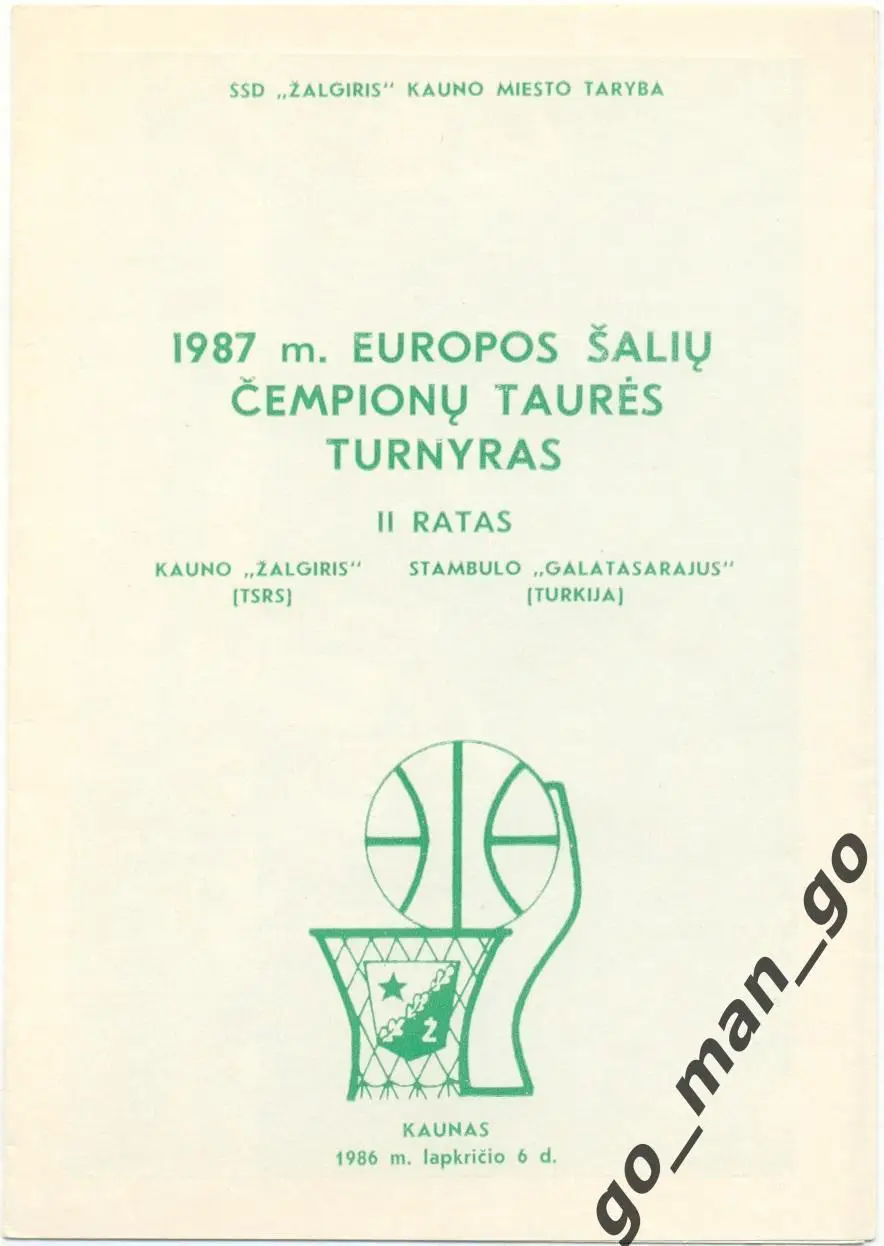 SSD „ŽALGIRIS" KAUNO MIESTO TARYBA
1987 m. EUROPOS ŠALIŲ
ČEMPIONŲ TAURĖS
TURNYRAS
II RATAS
KAUNO „ŽALGIRIS" STAMBULO „GALATASARAJUS"
(TSRS) (TURKIJA)
Ž
KAUNAS
1986 m. lapkričio 6 d.
go_man_go